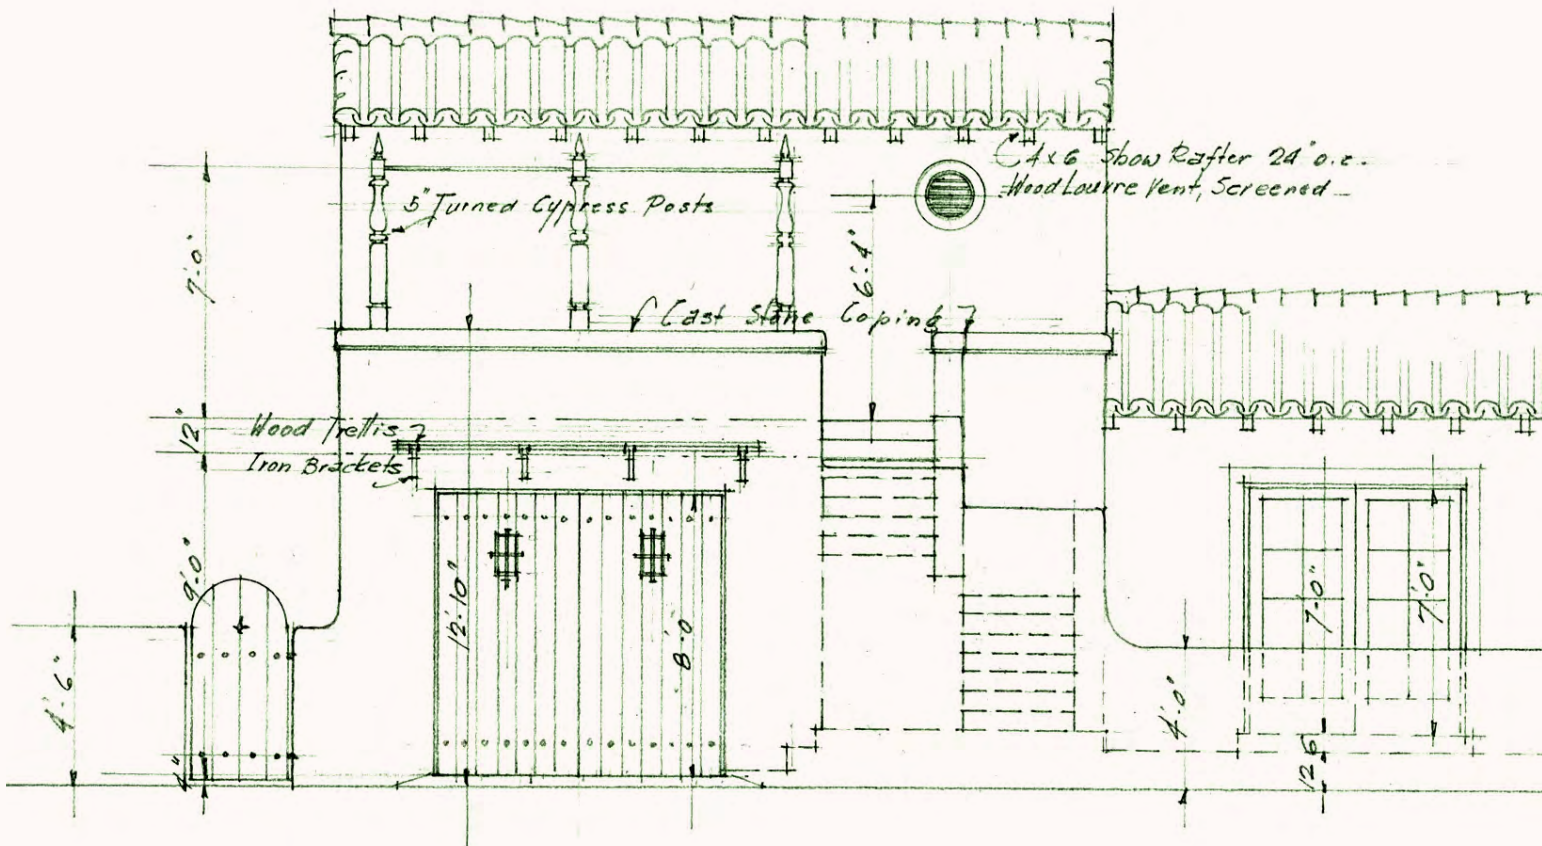 4x6 Show Rafter 24" o.c.
Wood Louvre Vent, Screened
5" Turned Cypress Posts
7'-0"
6'-4"
Cast Stone Coping
12"
Wood Trellis
Iron Brackets
9'-0"
12'-10"
8'-0"
7'-0"
7'-0"
4'-6"
4'-0"
4"
6
12